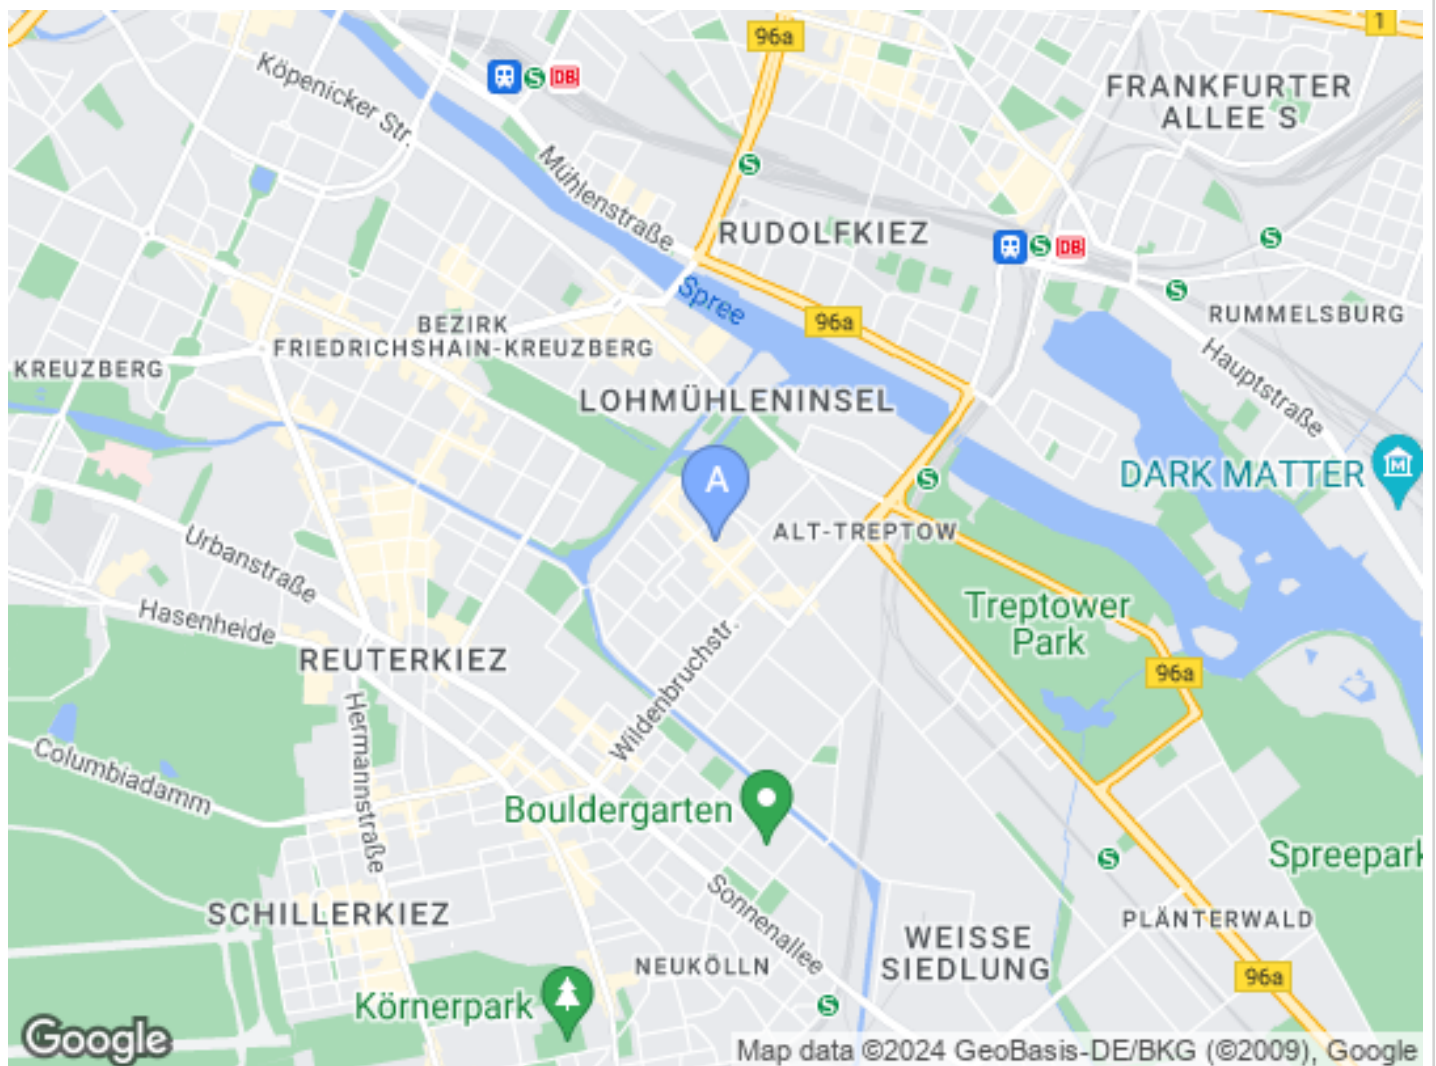 1
96a
Köpenicker Str.
S
DB
FRANKFURTER
ALLEE S
Mühlenstraße
S
RUDOLFKIEZ
S
DB
S
S
Spree
96a
RUMMELSBURG
BEZIRK
FRIEDRICHSHAIN-KREUZBERG
KREUZBERG
Hauptstraße
LOHMÜHLENINSEL
A
S
DARK MATTER
M
ALT-TREPTOW
Urbanstraße
Hasenheide
Treptower
Park
REUTERKIEZ
96a
Wildenbruchstr.
Hermannstraße
Columbiadamm
Bouldergarten
S
Spreepark
Sonnenallee
SCHILLERKIEZ
PLÄNTERWALD
WEISSE
SIEDLUNG
NEUKÖLLN
96a
Körnerpark
S
Google
Map data ©2024 GeoBasis-DE/BKG (©2009), Google